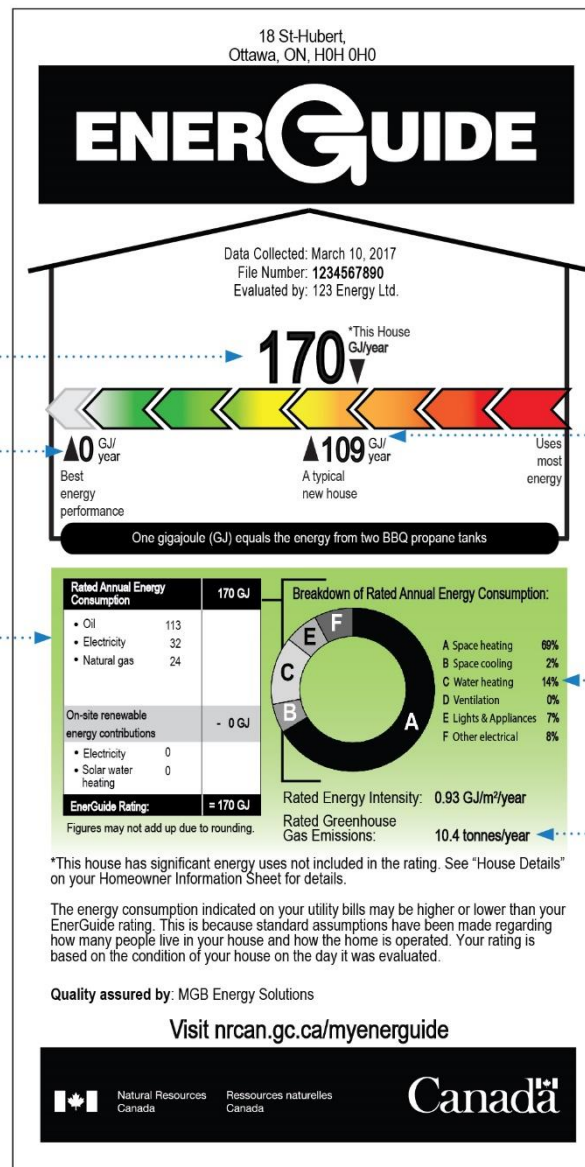 18 St-Hubert,
Ottawa, ON, H0H 0H0
ENERGUIDE
Data Collected: March 10, 2017
File Number: 1234567890
Evaluated by: 123 Energy Ltd.
170
*This House
GJ/year
0 GJ/
year
Best
energy
performance
109 GJ/
year
A typical
new house
Uses
most
energy
One gigajoule (GJ) equals the energy from two BBQ propane tanks
Rated Annual Energy
Consumption
170 GJ
• Oil 113
• Electricity 32
• Natural gas 24
On-site renewable
energy contributions
- 0 GJ
• Electricity 0
• Solar water
heating
0
EnerGuide Rating: = 170 GJ
Figures may not add up due to rounding.
Breakdown of Rated Annual Energy Consumption:
F
E
C
B
A
A Space heating 69%
B Space cooling 2%
C Water heating 14%
D Ventilation 0%
E Lights & Appliances 7%
F Other electrical 8%
Rated Energy Intensity: 0.93 GJ/m²/year
Rated Greenhouse
Gas Emissions: 10.4 tonnes/year
*This house has significant energy uses not included in the rating. See “House Details”
on your Homeowner Information Sheet for details.
The energy consumption indicated on your utility bills may be higher or lower than your
EnerGuide rating. This is because standard assumptions have been made regarding
how many people live in your house and how the home is operated. Your rating is
based on the condition of your house on the day it was evaluated.
Quality assured by: MGB Energy Solutions
Visit nrcan.gc.ca/myenerguide
Natural Resources
Canada
Ressources naturelles
Canada
Canada